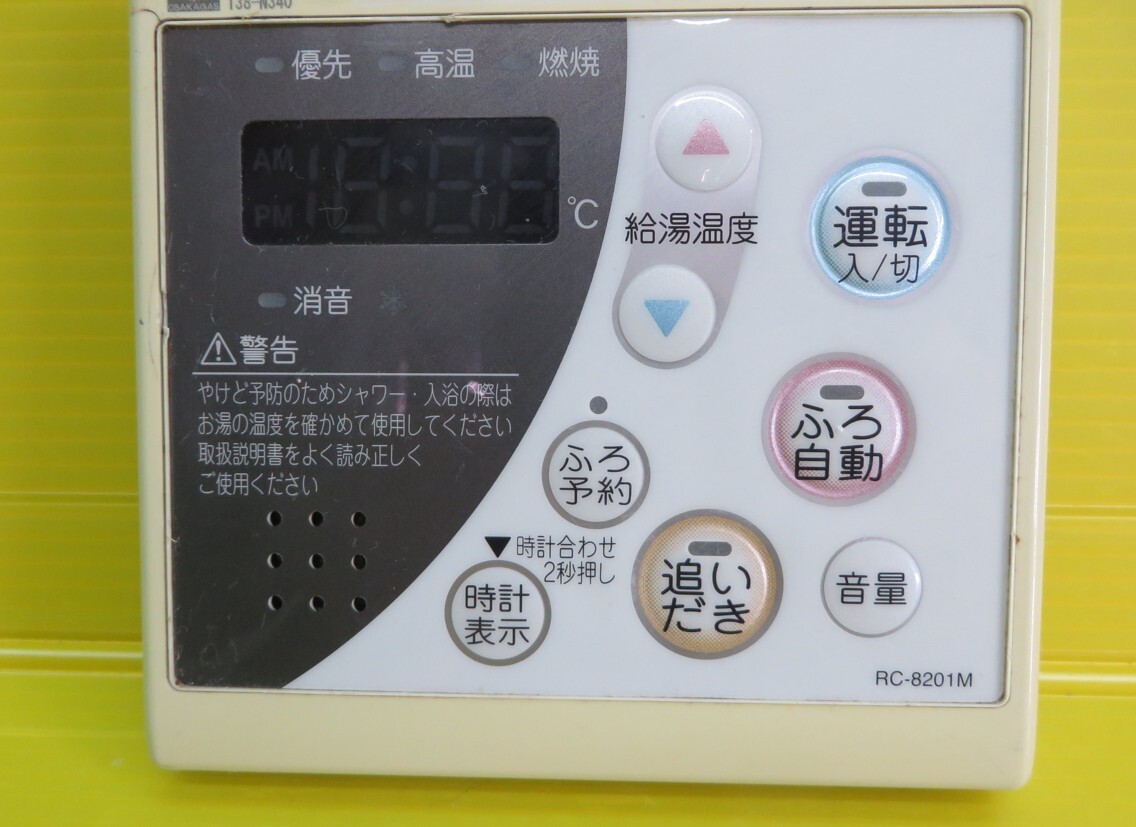 OSAKAGAS 138-N340
優先 高温 燃焼
AM
PM
℃
消音
警告
やけど予防のためシャワー・入浴の際は
お湯の温度を確かめて使用してください
取扱説明書をよく読み正しく
ご使用ください
給湯温度
運転
入/切
ふろ
自動
ふろ
予約
時計合わせ
2秒押し
時計
表示
追い
だき
音量
RC-8201M